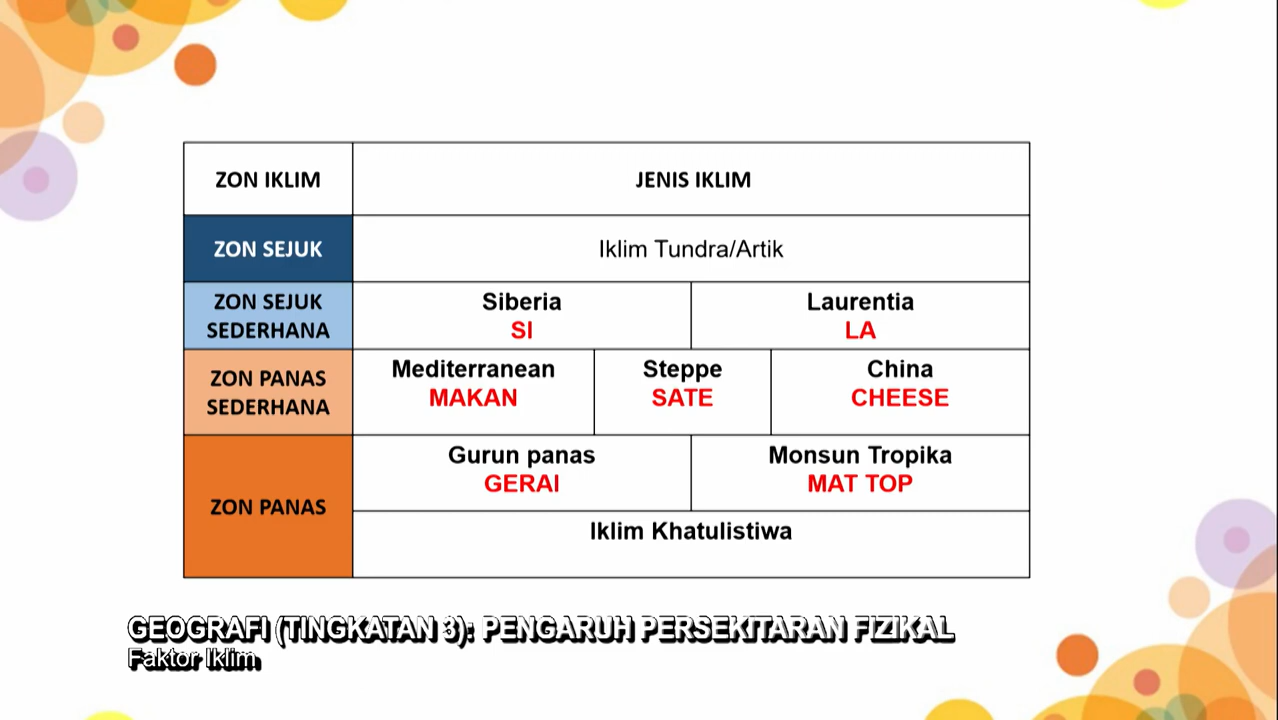 ZON IKLIM
JENIS IKLIM
ZON SEJUK
Iklim Tundra/Artik
ZON SEJUK
SEDERHANA
Siberia
SI
Laurentia
LA
ZON PANAS
SEDERHANA
Mediterranean
MAKAN
Steppe
SATE
China
CHEESE
ZON PANAS
Gurun panas
GERAI
Monsun Tropika
MAT TOP
Iklim Khatulistiwa
GEOGRAFI (TINGKATAN 3): PENGARUH PERSEKITARAN FIZIKAL
Faktor Iklim